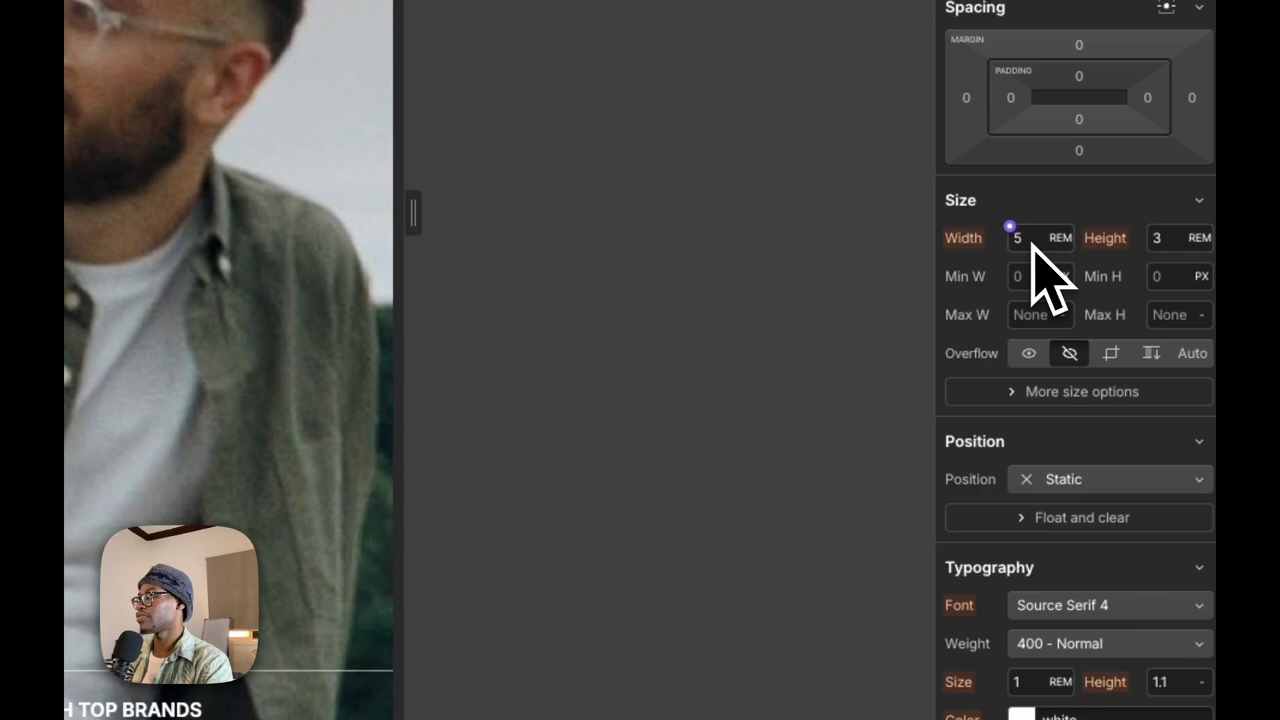 Spacing
MARGIN
0
PADDING
0
0 0 0 0
0
0
Size
Width 5 REM Height 3 REM
Min W 0 Min H 0 PX
Max W None Max H None -
Overflow Auto
More size options
Position
Position Static
Float and clear
Typography
Font Source Serif 4
Weight 400 - Normal
Size 1 REM Height 1.1 -
Color white
H TOP BRANDS